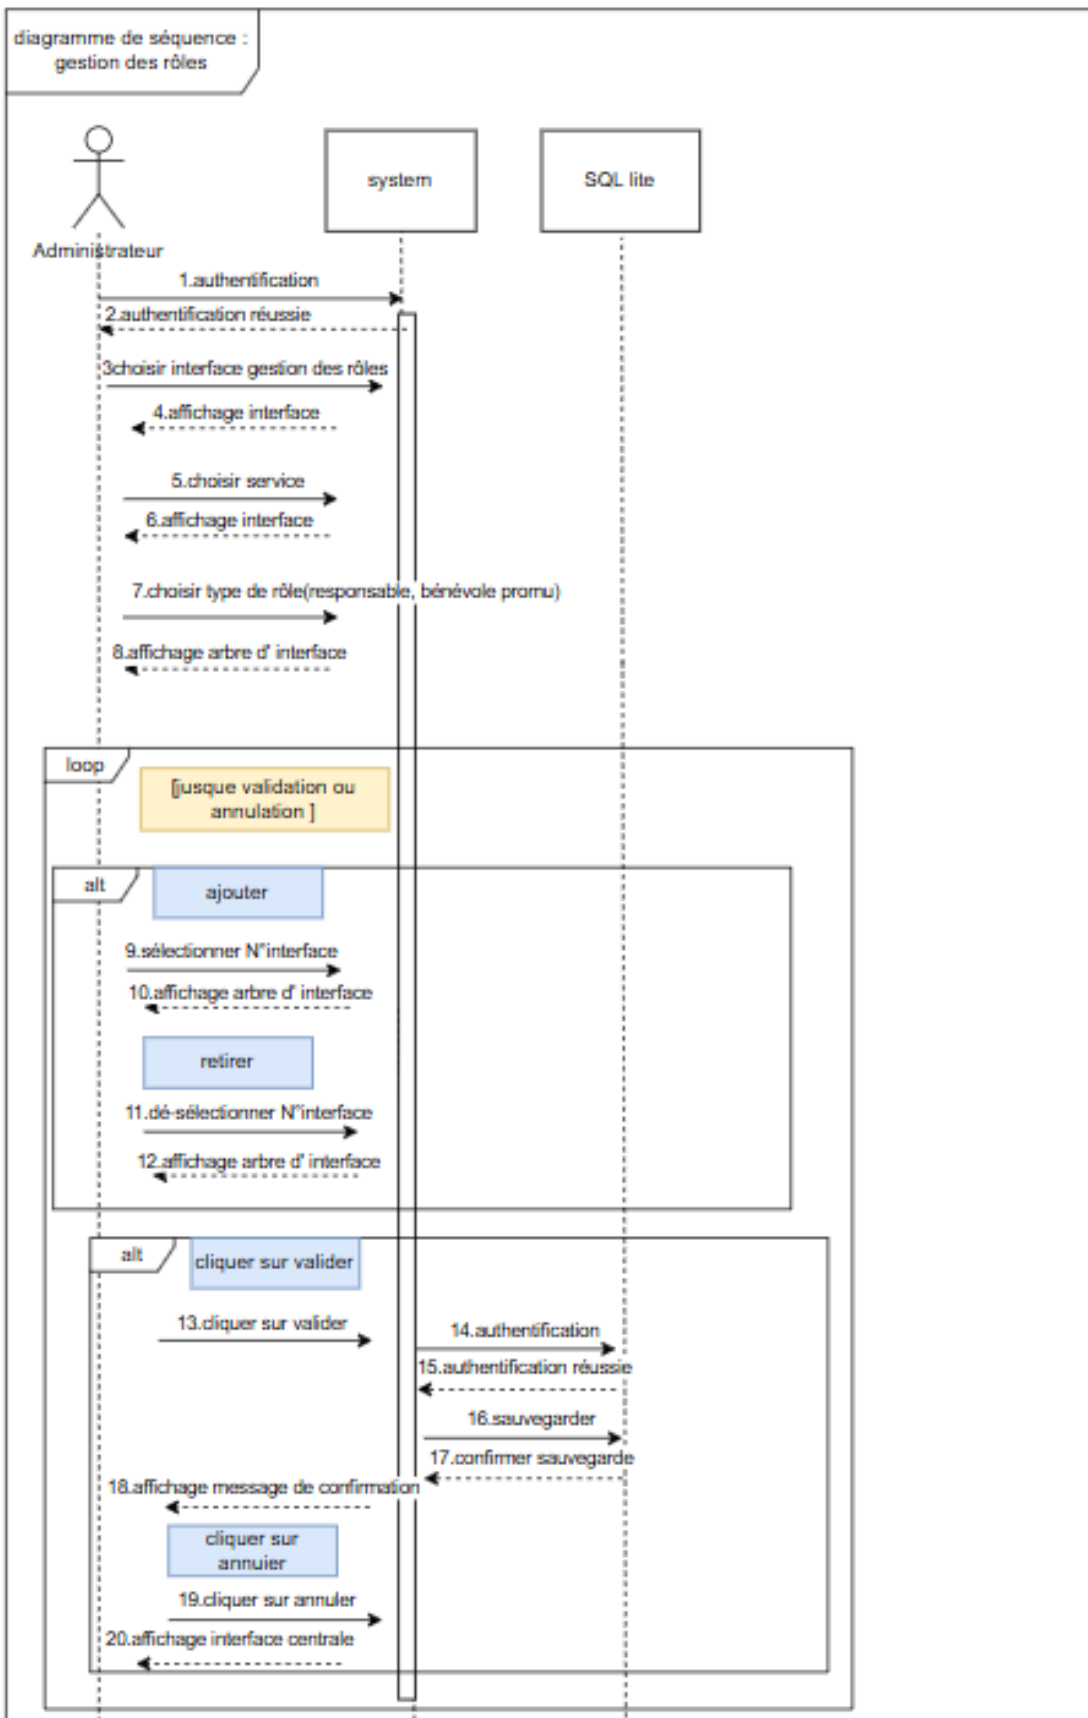 diagramme de séquence :
gestion des rôles
system
SQL lite
Administrateur
1.authentification
2.authentification réussie
3choisir interface gestion des rôles
4.affichage interface
5.choisir service
6.affichage interface
7.choisir type de rôle(responsable, bénévole promu)
8.affichage arbre d' interface
loop
[jusque validation ou
annulation ]
alt
ajouter
9.sélectionner N°interface
10.affichage arbre d' interface
retirer
11.dé-sélectionner N°interface
12.affichage arbre d' interface
alt
cliquer sur valider
13.cliquer sur valider
14.authentification
15.authentification réussie
16.sauvegarder
17.confirmer sauvegarde
18.affichage message de confirmation
cliquer sur
annuier
19.cliquer sur annuler
20.affichage interface centrale